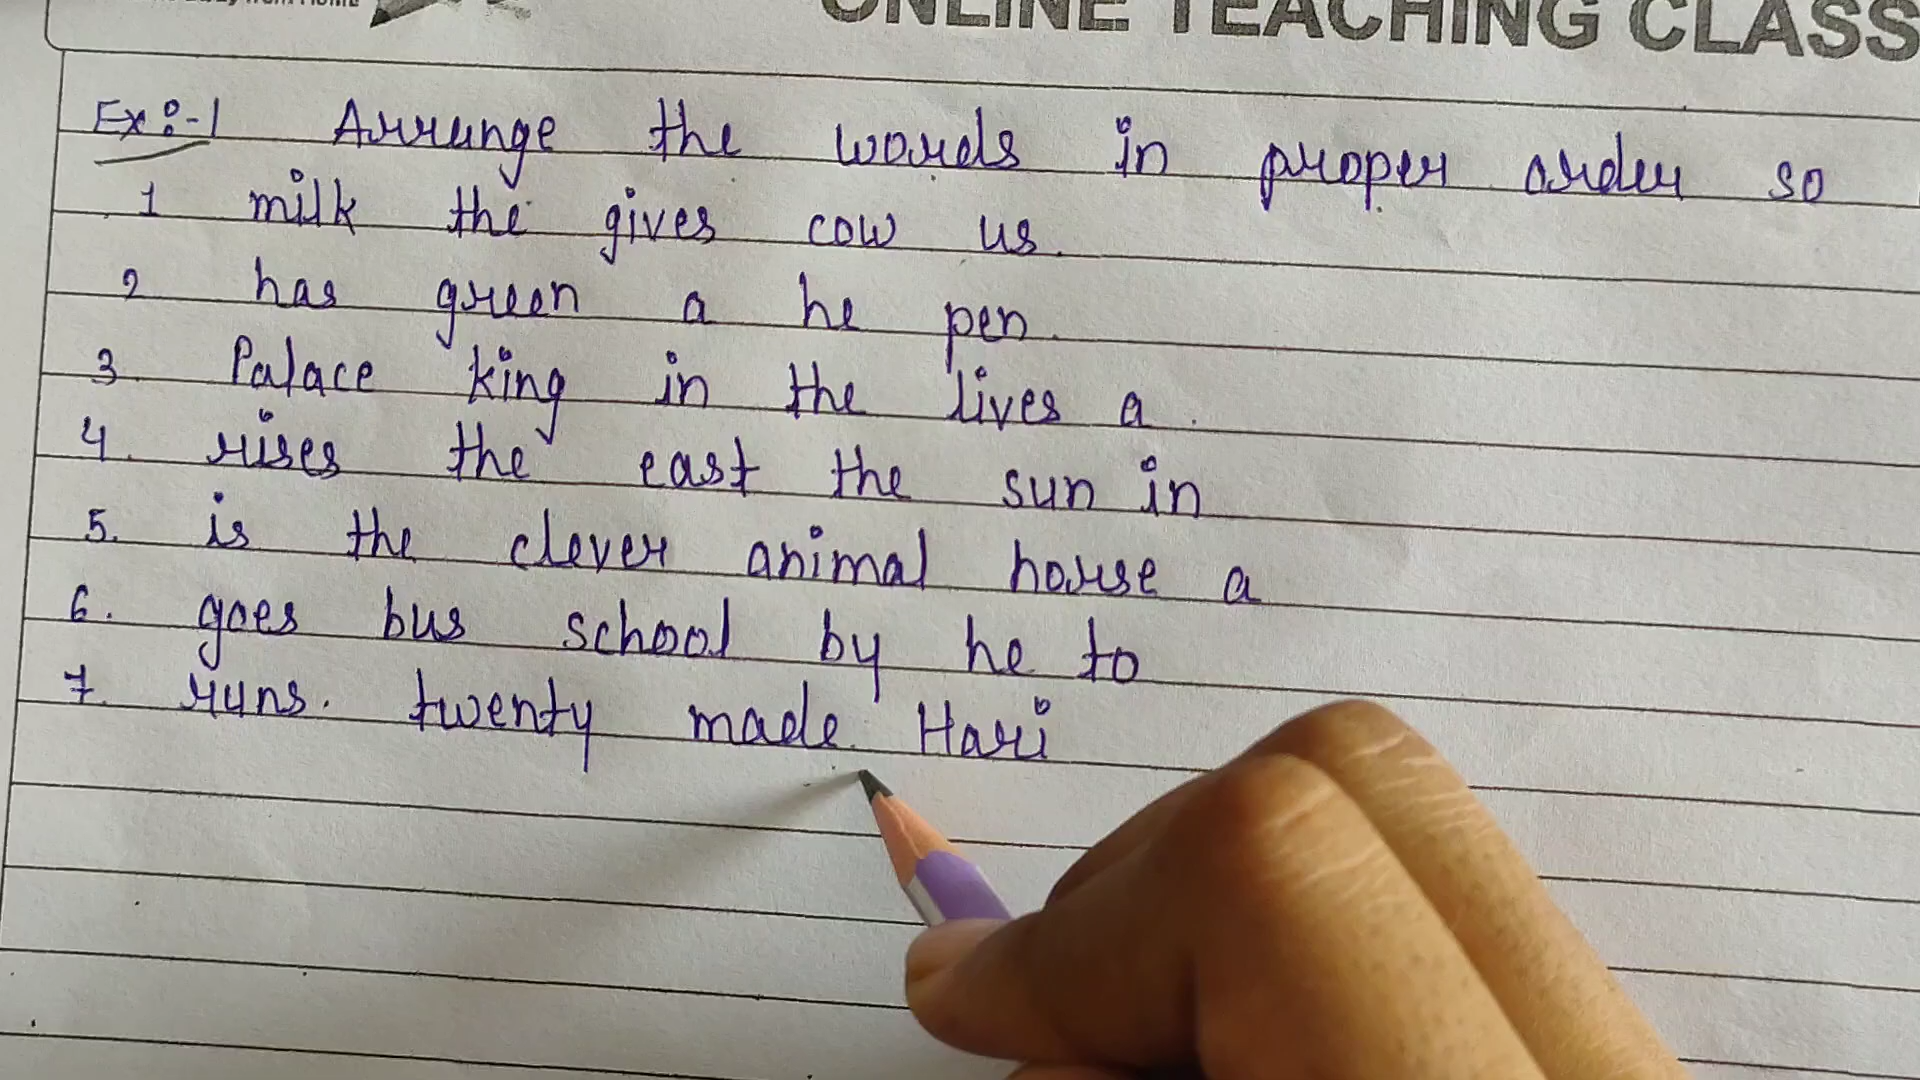 ONLINE TEACHING CLASS
Ex:-1 Arrange the words in proper order so
1 milk the gives cow us.
2 has green a he pen.
3. Palace king in the lives a.
4. rises the east the sun in
5. is the clever animal horse a
6. goes bus school by he to
7. runs. twenty made Hari